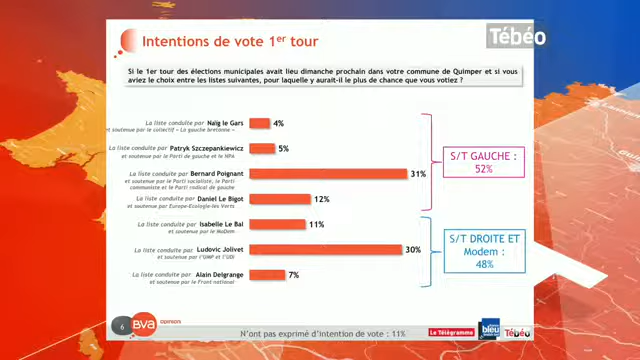 Tébéo
Intentions de vote 1er tour
Si le 1er tour des élections municipales avait lieu dimanche prochain dans votre commune de Quimper et si vous
aviez le choix entre les listes suivantes, pour laquelle y aurait-il le plus de chance que vous votiez ?
La liste conduite par Naïg le Gars
et soutenue par le collectif « La gauche bretonne »
4%
La liste conduite par Patryk Szczepankiewicz
et soutenue par le Parti de gauche et le NPA
5%
La liste conduite par Bernard Poignant
et soutenue par le Parti socialiste, le Parti
communiste et le Parti radical de gauche
31%
La liste conduite par Daniel Le Bigot
et soutenue par Europe-Ecologie-les Verts
12%
S/T GAUCHE :
52%
La liste conduite par Isabelle Le Bal
et soutenue par le MoDem
11%
La liste conduite par Ludovic Jolivet
et soutenue par l'UMP et l'UDI
30%
La liste conduite par Alain Delgrange
et soutenue par le Front national
7%
S/T DROITE ET
Modem :
48%
6
BVA
opinion
N'ont pas exprimé d'intention de vote : 11%
Le Télégramme
bleu
Tébéo